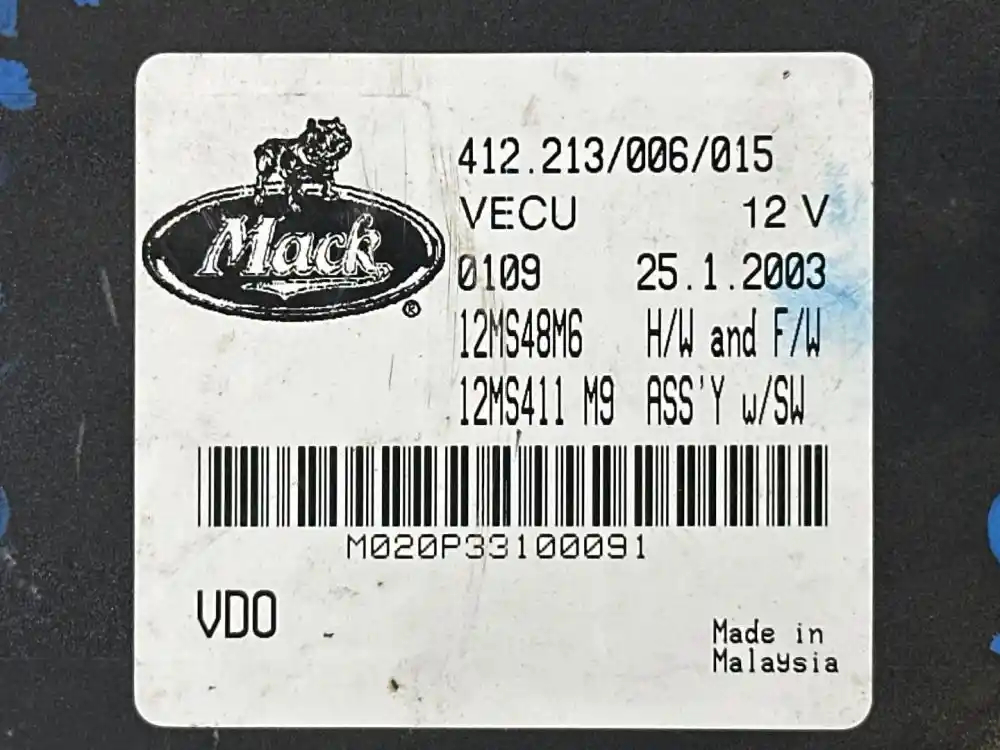 Mack
®
412.213/006/015
VECU 12 V
0109 25.1.2003
12MS48M6 H/W and F/W
12MS411 M9 ASS'Y w/SW
M020P33100091
VDO
Made in
Malaysia